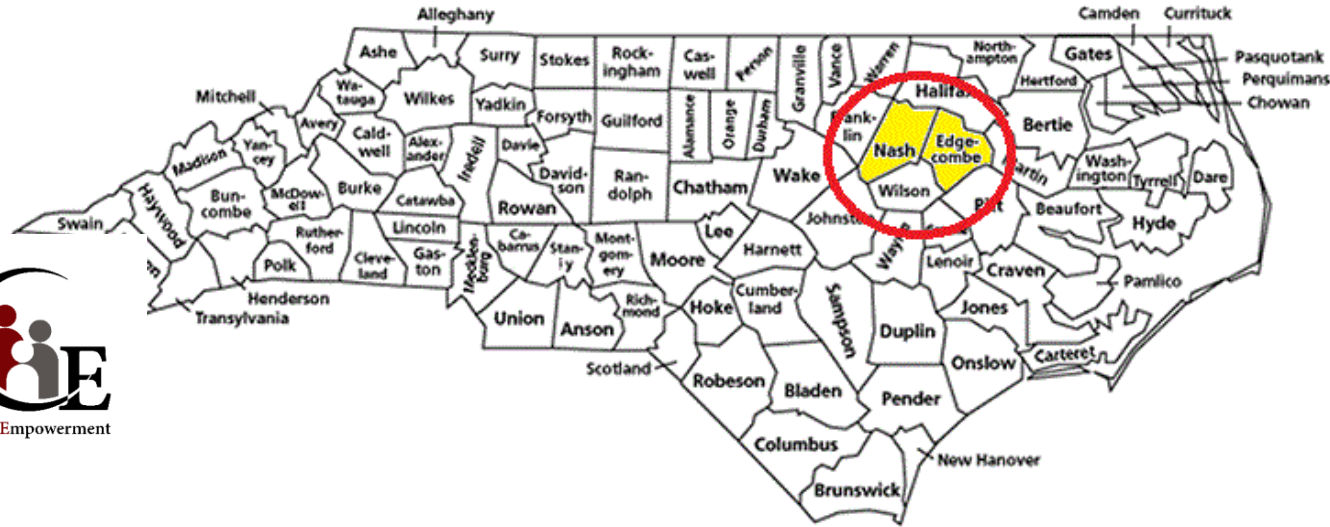 Alleghany
Camden
Currituck
Ashe
Surry
Stokes
Rock-
ingham
Cas-
well
Person
Granville
Vance
Warren
North-
ampton
Gates
Pasquotank
Perquimans
Chowan
Hertford
Halifax
Mitchell
Wa-
tauga
Wilkes
Yadkin
Forsyth
Guilford
Alamance
Orange
Durham
Frank-
lin
Nash
Edge-
combe
Bertie
Avery
Cald-
well
Alex-
ander
Iredell
Davie
Madison
Yan-
cey
David-
son
Ran-
dolph
Chatham
Wake
Wilson
Martin
Wash-
ington
Tyrrell
Dare
Haywood
Bun-
combe
McDow-
ell
Burke
Catawba
Rowan
Johnston
Pitt
Beaufort
Hyde
Swain
Ruther-
ford
Lincoln
Lee
Harnett
Wayne
Polk
Cleve-
land
Gas-
ton
Mecklen-
burg
Ca-
barrus
Stan-
ly
Mont-
gom-
ery
Moore
Lenoir
Craven
Pamlico
Henderson
Transylvania
Union
Anson
Rich-
mond
Hoke
Cumber-
land
Sampson
Duplin
Jones
Onslow
Carteret
Scotland
Robeson
Bladen
Pender
Columbus
New Hanover
Brunswick
E
Empowerment